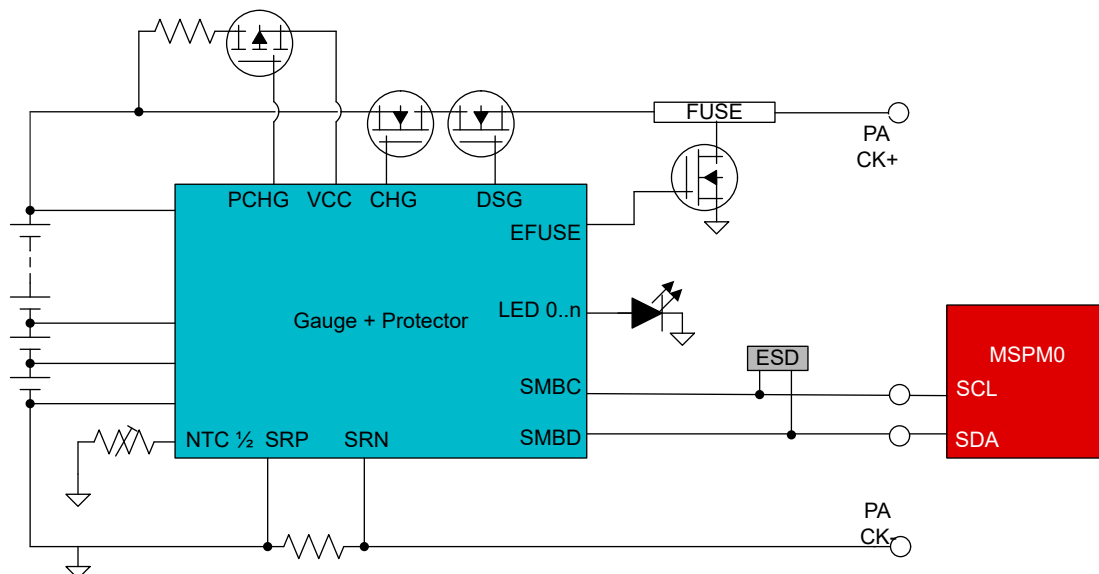 FUSE
PA
CK+
PCHG
VCC
CHG
DSG
EFUSE
LED 0..n
Gauge + Protector
ESD
MSPM0
SMBC
SCL
SMBD
SDA
NTC ½
SRP
SRN
PA
CK-